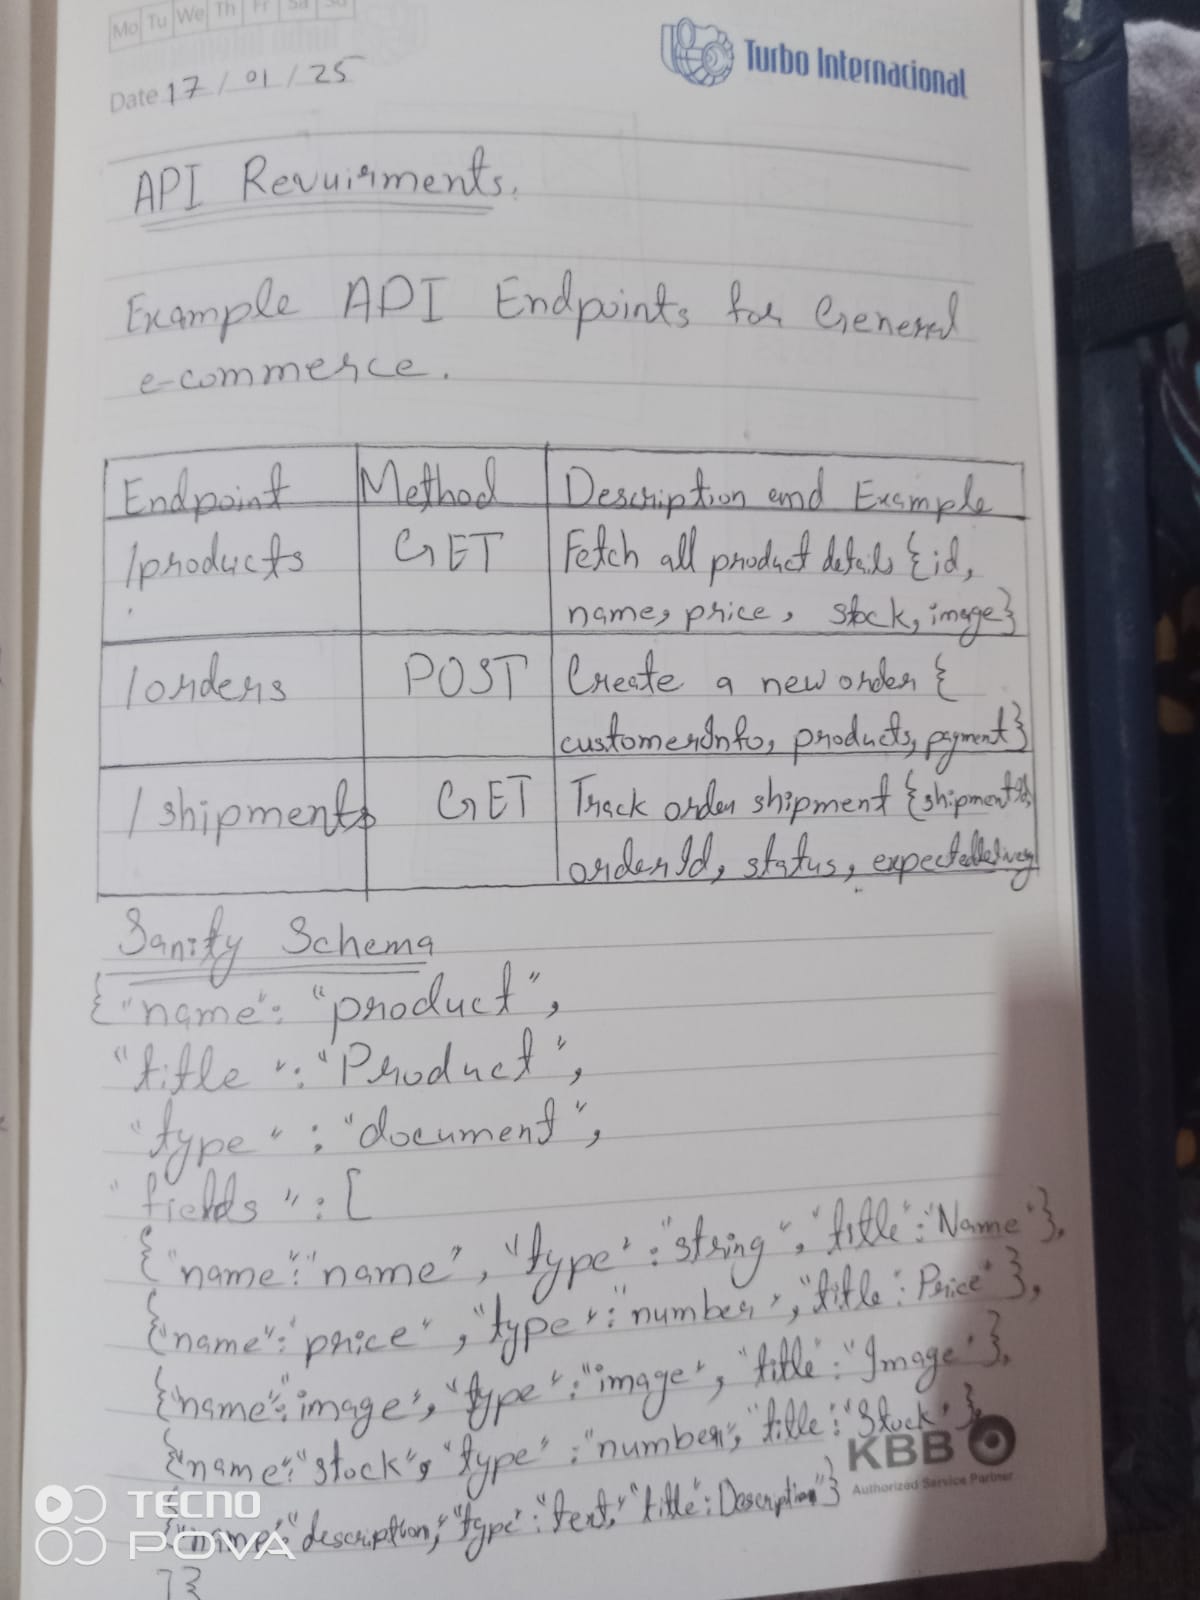 Mo Tu We Th Fr Sa Su
Date 17/01/25
Turbo Internacional
API Revuirments.
Example API Endpoints for General
e-commerce.
Endpoint Method Description and Example
/products GET Fetch all product details {id,
name, price, stock, image}
/orders POST Create a new order {
customerInfo, products, payment}
/shipments GET Track order shipment {shipmentId,
orderId, status, expectedDelivery
Sanity Schema
{"name": "product",
"title": "Product",
"type": "document",
"fields": [
{"name": "name", "type": "string", "title": "Name"},
{"name": "price", "type": "number", "title": Price"},
{"name": "image", "type": "image", "title": "Image"},
{"name": "stock", "type": "number", "title": "Stock"},
{"name": "description", "type": "text", "title": Description"}
]}
KBB
Authorized Service Partner
TECNO
POVA